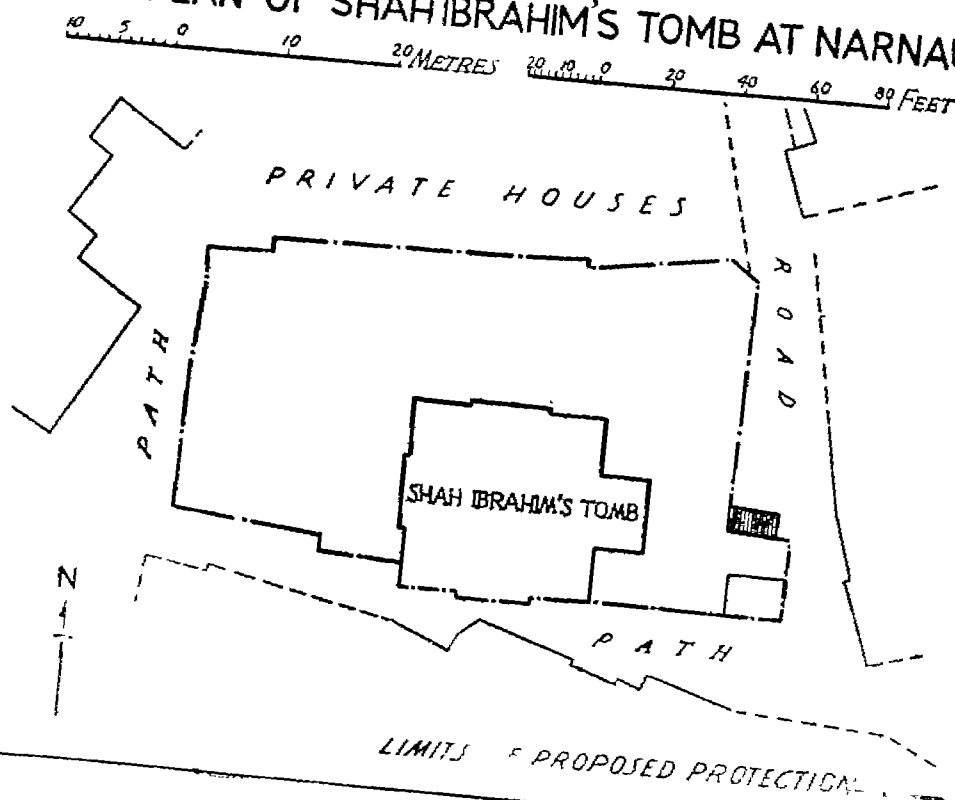 OF SHAH IBRAHIM'S TOMB AT
10 5 0 10 20 METRES 20 10 0 20 40 60 80 FEET
PRIVATE HOUSES
ROAD
PATH
SHAH IBRAHIM'S TOMB
N
PATH
LIMITS PROPOSED PROTECTION